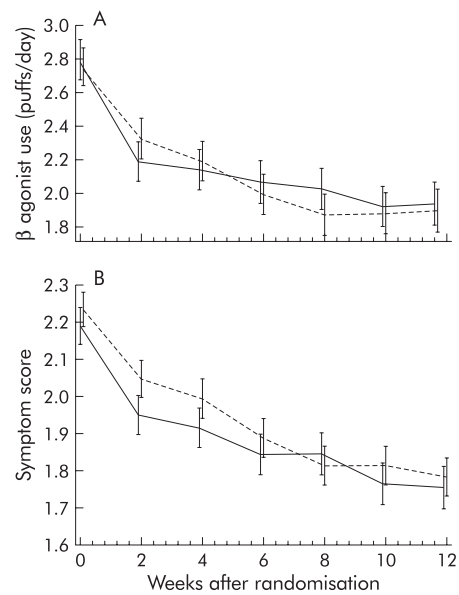 A
β agonist use (puffs/day)
3.0
2.8
2.6
2.4
2.2
2.0
1.8
B
Symptom score
2.3
2.2
2.1
2.0
1.9
1.8
1.7
1.6
0 2 4 6 8 10 12
Weeks after randomisation